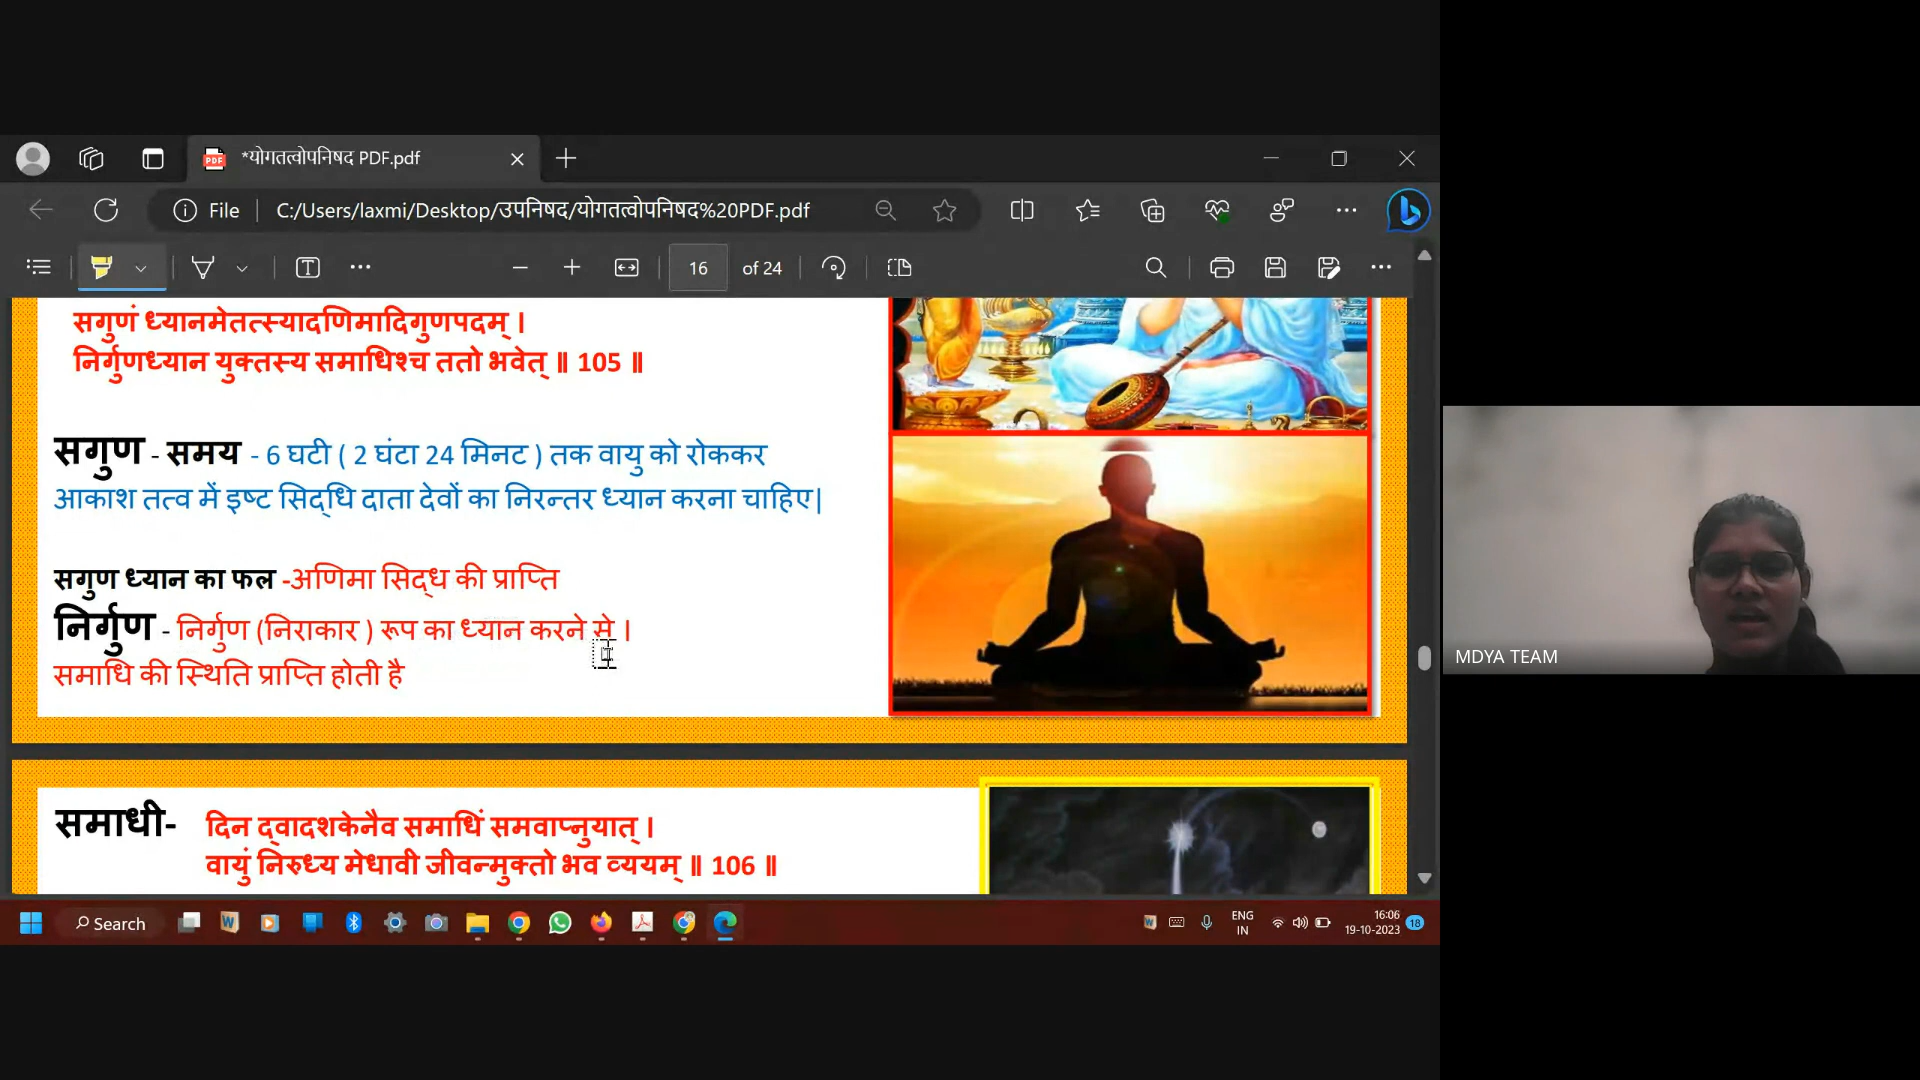 *योगतत्वोपनिषद PDF.pdf
File
C:/Users/laxmi/Desktop/उपनिषद/योगतत्वोपनिषद%20PDF.pdf
16 of 24
सगुणं ध्यानमेतत्स्यादणिमादिगुणपदम् ।
निर्गुणध्यान युक्तस्य समाधिश्च ततो भवेत् ॥ 105 ॥
सगुण - समय - 6 घटी ( 2 घंटा 24 मिनट ) तक वायु को रोककर
आकाश तत्व में इष्ट सिद्धि दाता देवों का निरन्तर ध्यान करना चाहिए|
सगुण ध्यान का फल -अणिमा सिद्ध की प्राप्ति
निर्गुण - निर्गुण (निराकार ) रूप का ध्यान करने से ।
समाधि की स्थिति प्राप्ति होती है
समाधी- दिन द्वादशकेनैव समाधिं समवाप्नुयात् ।
वायुं निरुध्य मेधावी जीवन्मुक्तो भव व्ययम् ॥ 106 ॥
MDYA TEAM
Search
ENG
IN
16:06
19-10-2023
18